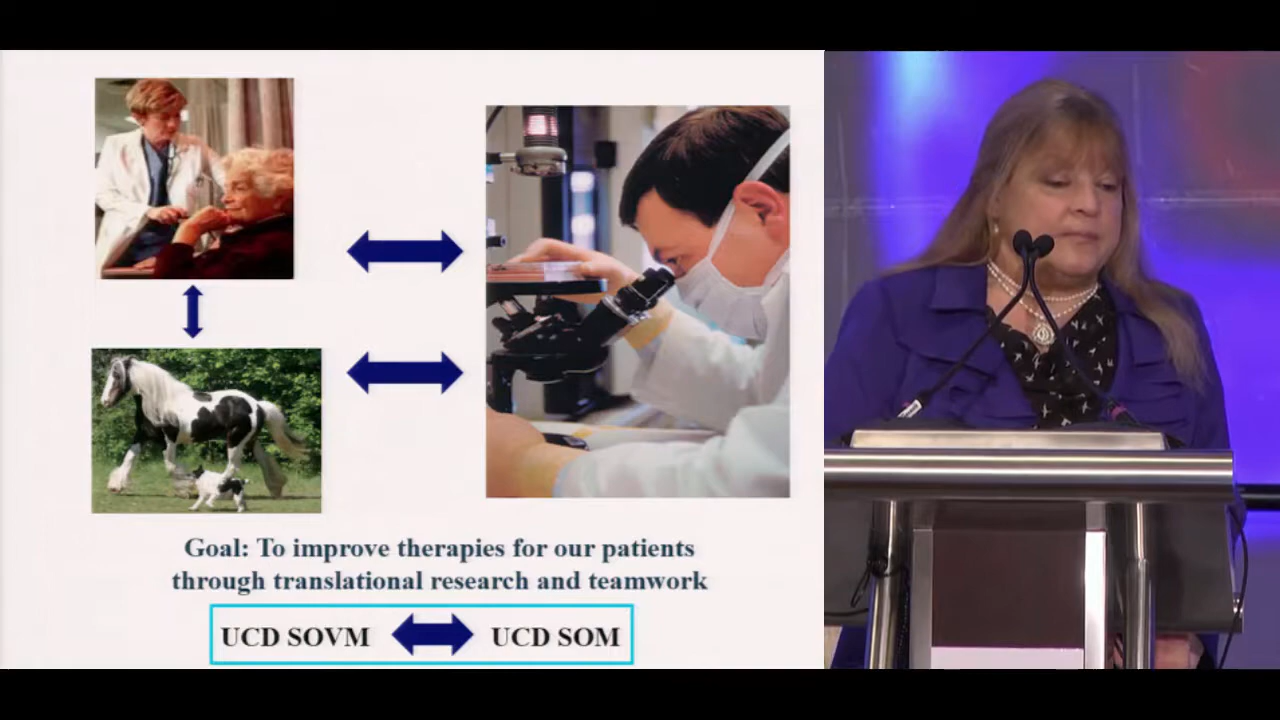 Goal: To improve therapies for our patients
through translational research and teamwork
UCD SOVM UCD SOM